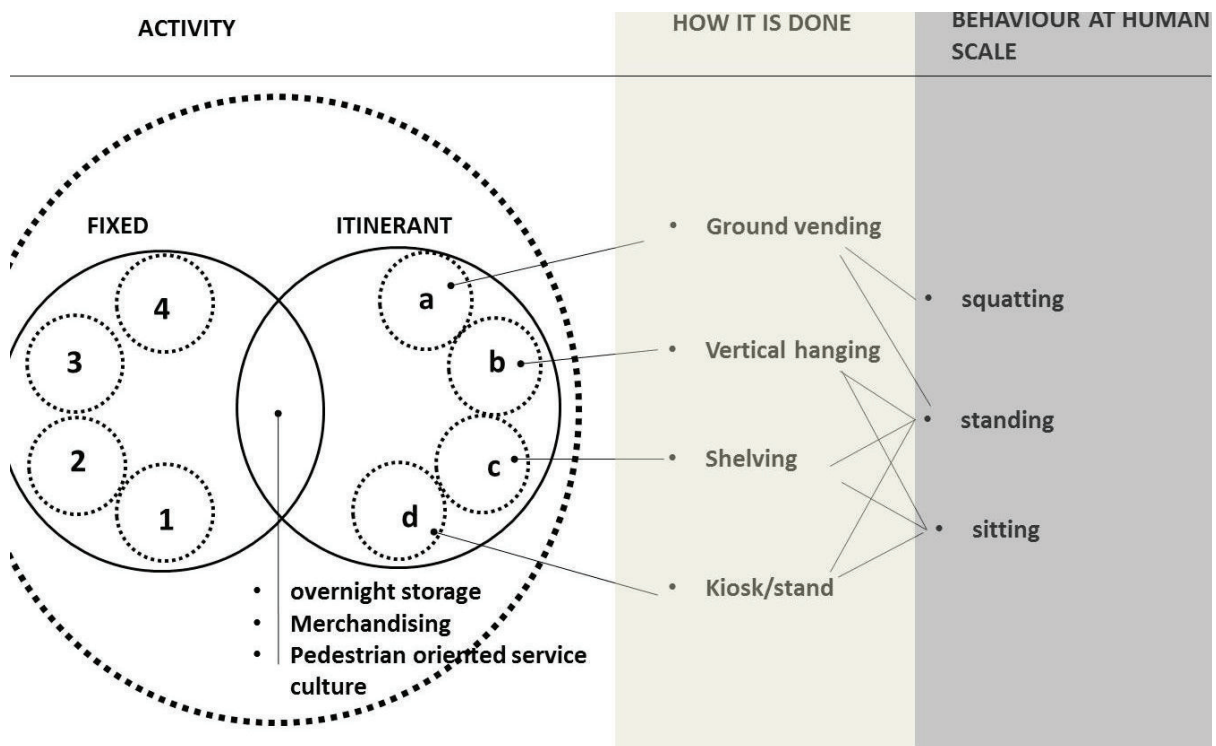 ACTIVITY
HOW IT IS DONE
BEHAVIOUR AT HUMAN
SCALE
FIXED
ITINERANT
4
3
2
1
a
b
c
d
• overnight storage
• Merchandising
• Pedestrian oriented service
culture
• Ground vending
• Vertical hanging
• Shelving
• Kiosk/stand
• squatting
• standing
• sitting